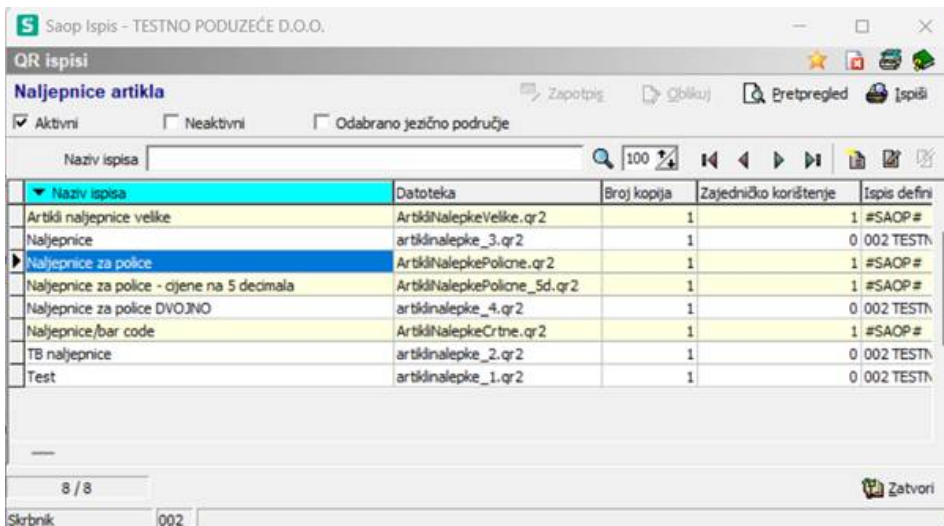 S Saop Ispis - TESTNO PODUZEĆE D.O.O.
QR ispisi
Naljepnice artikla Zapotpis Oblikuj Pretpregled Ispiši
Aktivni Neaktivni Odabrano jezično područje
Naziv ispisa 100
Naziv ispisa Datoteka Broj kopija Zajedničko korištenje Ispis defini
Artikli naljepnice velike ArtikliNalepkeVelike.qr2 1 1 #SAOP#
Naljepnice artiklinalepke_3.qr2 1 0 002 TESTN
Naljepnice za police ArtikliNalepkePolicne.qr2 1 1 #SAOP#
Naljepnice za police - cijene na 5 decimala ArtikliNalepkePolicne_5d.qr2 1 1 #SAOP#
Naljepnice za police DVOJNO artiklinalepke_4.qr2 1 0 002 TESTN
Naljepnice/bar code ArtikliNalepkeCrtne.qr2 1 1 #SAOP#
TB naljepnice artiklinalepke_2.qr2 1 0 002 TESTN
Test artiklinalepke_1.qr2 1 0 002 TESTN
8 / 8 Zatvori
Skrbnik 002